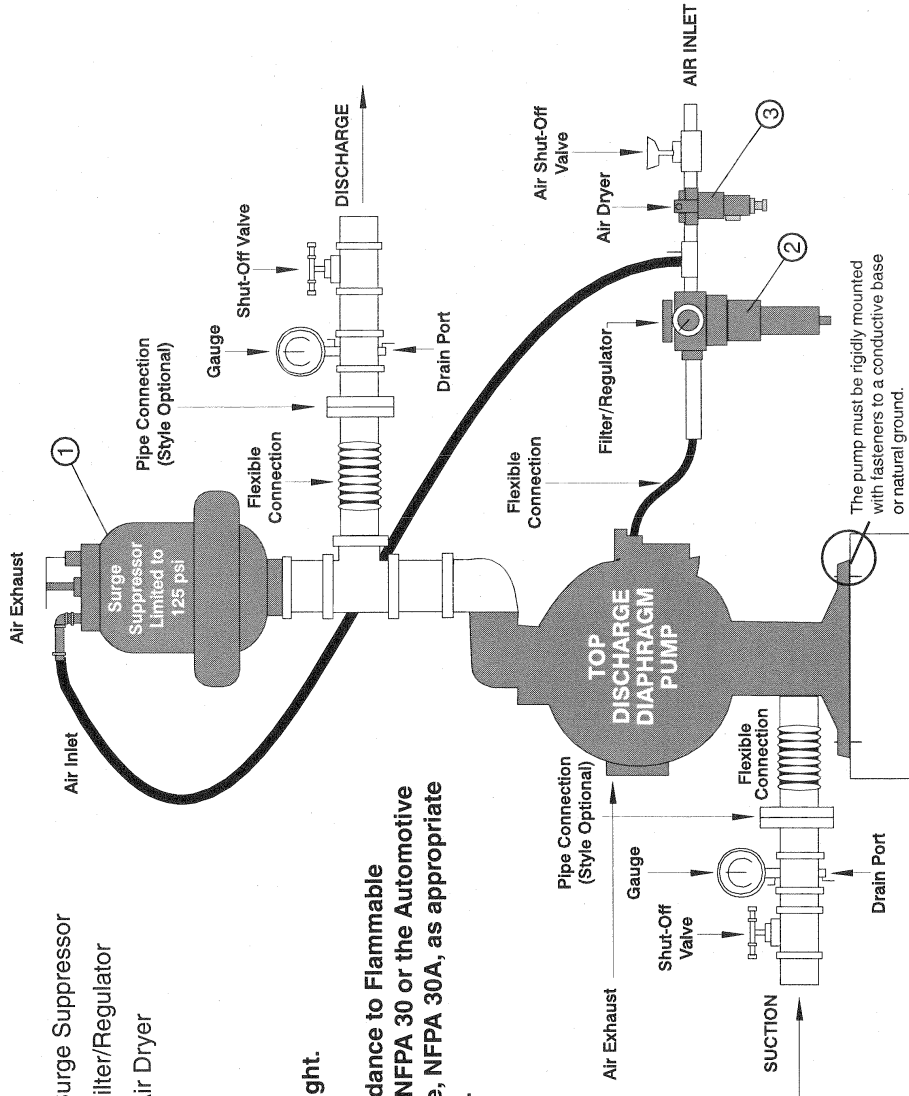 urge Suppressor
ilter/Regulator
ir Dryer
ght.
dance to Flammable
NFPA 30 or the Automotive
e, NFPA 30A, as appropriate
.
Air Exhaust
Air Inlet
1
Surge
Suppressor
Limited to
125 psi
Pipe Connection
(Style Optional)
Gauge
Shut-Off Valve
Flexible
Connection
DISCHARGE
Drain Port
Air Shut-Off
Valve
Air Dryer
AIR INLET
3
2
Filter/Regulator
Flexible
Connection
TOP
DISCHARGE
DIAPHRAGM
PUMP
Pipe Connection
(Style Optional)
Gauge
Shut-Off
Valve
Flexible
Connection
Air Exhaust
SUCTION
Drain Port
The pump must be rigidly mounted
with fasteners to a conductive base
or natural ground.